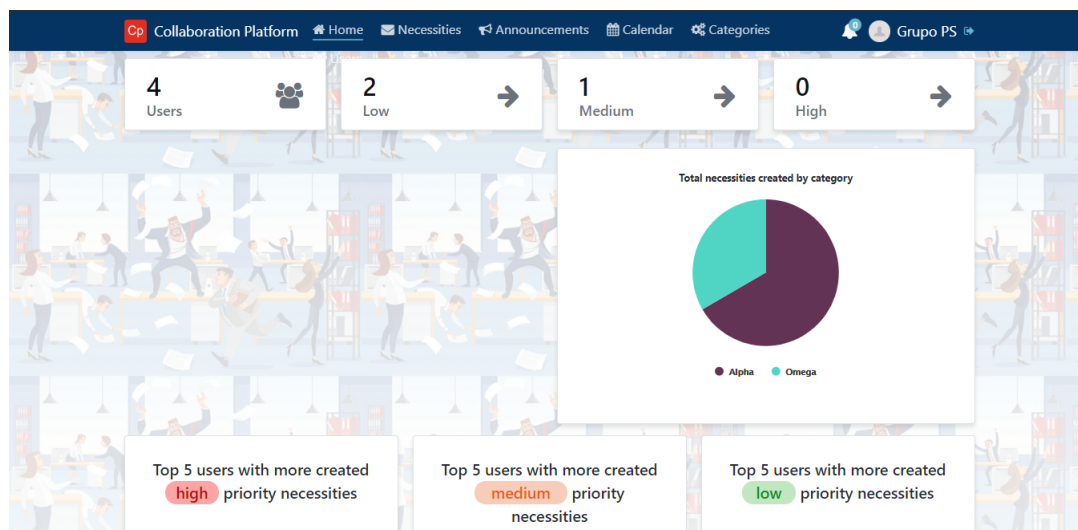 Cp Collaboration Platform Home Necessities Announcements Calendar Categories 0 Grupo PS
4 2 1 0
Users Low Medium High
Total necessities created by category
Alpha Omega
Top 5 users with more created
high priority necessities
Top 5 users with more created
medium priority
necessities
Top 5 users with more created
low priority necessities